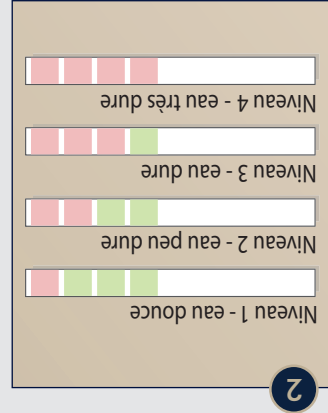 2
Niveau 1 - eau douce
Niveau 2 - eau peu dure
Niveau 3 - eau dure
Niveau 4 - eau très dure